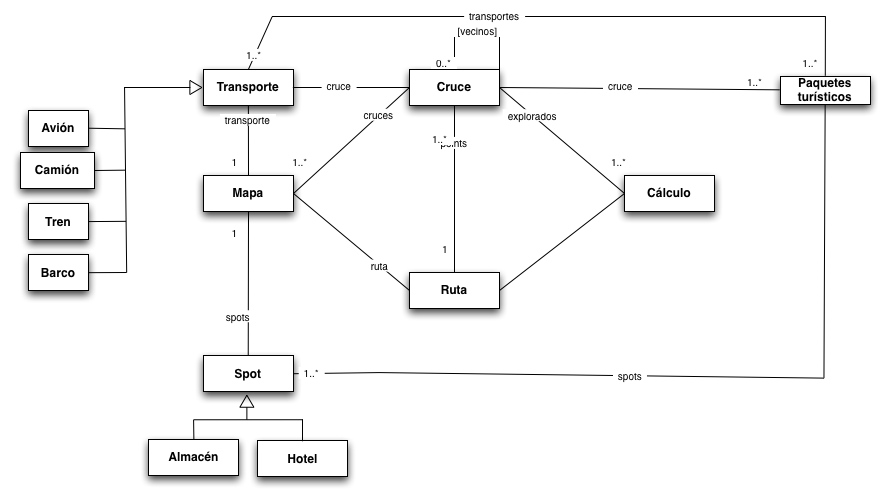 transportes
[vecinos]
1..*
0..*
1..*
Transporte
cruce
Cruce
cruce
1..*
Paquetes
turísticos
transporte
cruces
explorados
Avión
1..*
points
Camión
1
1..*
1..*
Mapa
Cálculo
Tren
1
1
Barco
ruta
Ruta
spots
Spot
1..*
spots
Almacén
Hotel